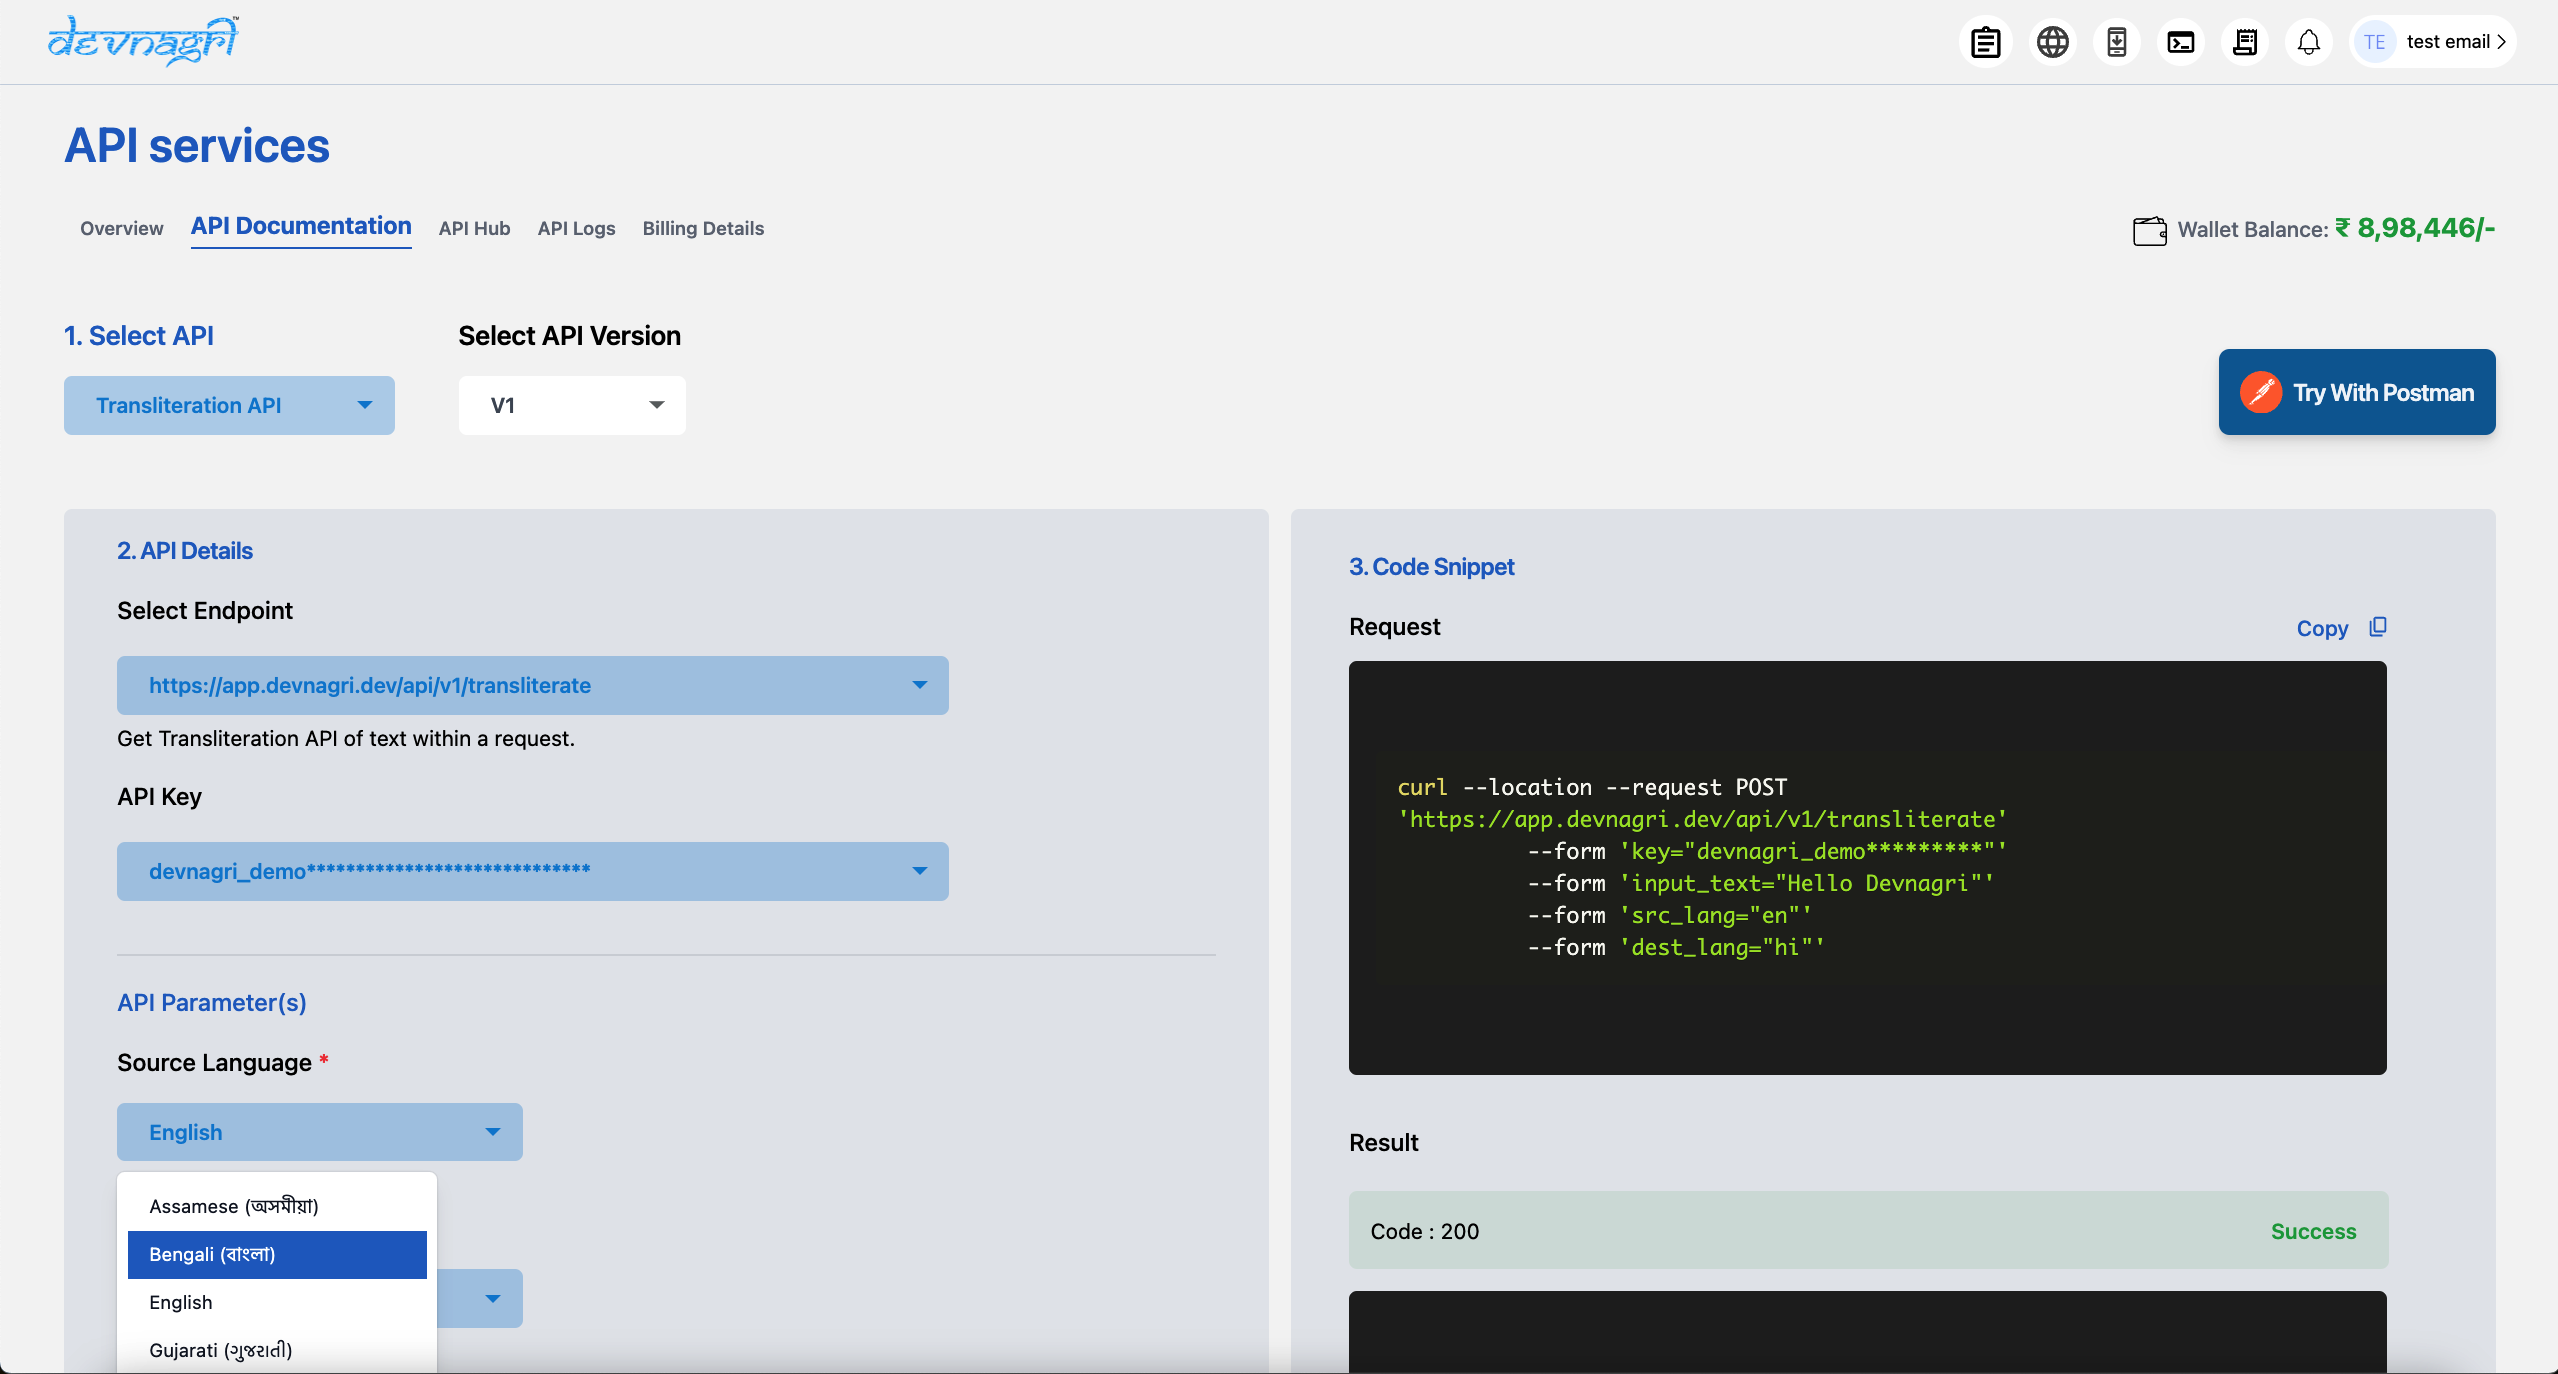 devnagri™
TE test email
API services
Overview API Documentation API Hub API Logs Billing Details
Wallet Balance: ₹ 8,98,446/-
1. Select API
Select API Version
Transliteration API
V1
Try With Postman
2. API Details
Select Endpoint
https://app.devnagri.dev/api/v1/transliterate
Get Transliteration API of text within a request.
API Key
devnagri_demo*****************************
API Parameter(s)
Source Language *
English
Assamese (অসমীয়া)
Bengali (বাংলা)
English
Gujarati (ગુજરાતી)
3. Code Snippet
Request
Copy
curl --location --request POST
'https://app.devnagri.dev/api/v1/transliterate'
--form 'key="devnagri_demo*********"'
--form 'input_text="Hello Devnagri"'
--form 'src_lang="en"'
--form 'dest_lang="hi"'
Result
Code : 200
Success